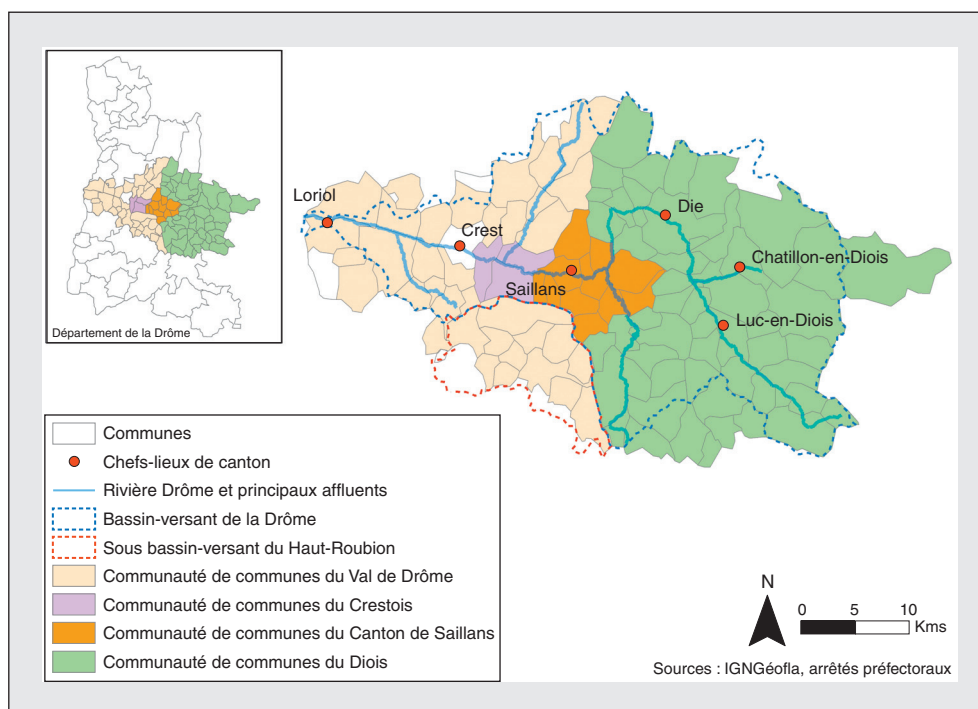 Département de la Drôme
Loriol
Crest
Saillans
Die
Chatillon-en-Diois
Luc-en-Diois
Communes
Chefs-lieux de canton
Rivière Drôme et principaux affluents
Bassin-versant de la Drôme
Sous bassin-versant du Haut-Roubion
Communauté de communes du Val de Drôme
Communauté de communes du Crestois
Communauté de communes du Canton de Saillans
Communauté de communes du Diois
N
0 5 10
Kms
Sources : IGNGéofla, arrêtés préfectoraux